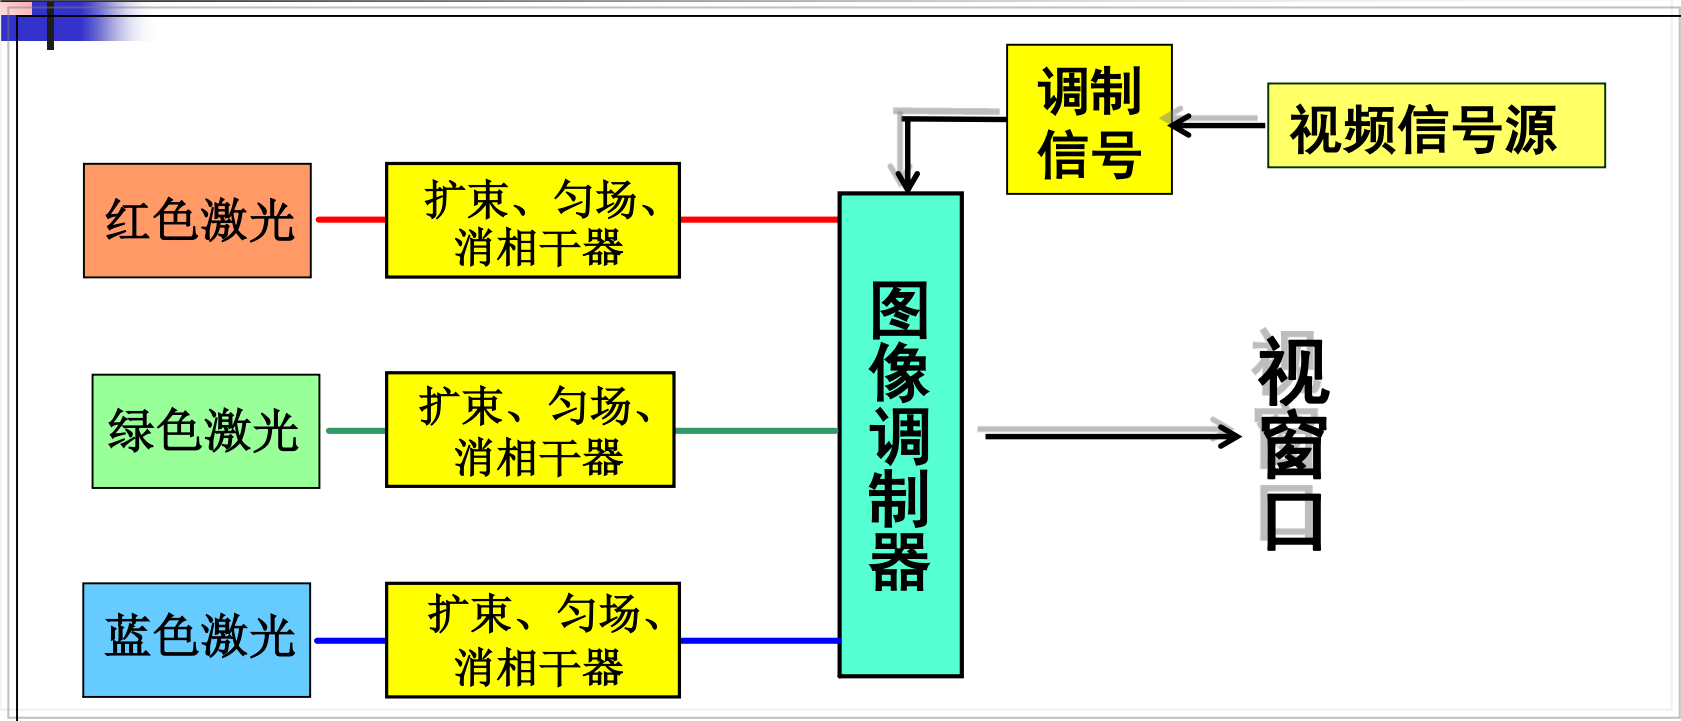 调制
信号
视频信号源
红色激光
扩束、匀场、
消相干器
绿色激光
扩束、匀场、
消相干器
蓝色激光
扩束、匀场、
消相干器
图像调制器
视窗口